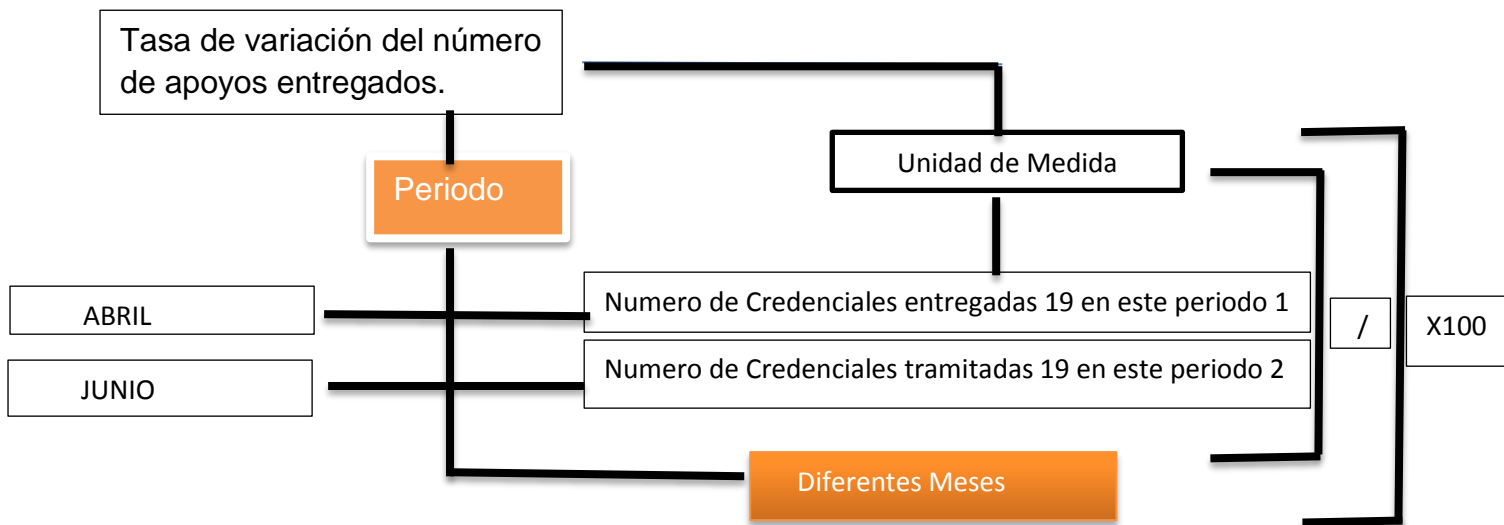 Tasa de variación del número
de apoyos entregados.
Unidad de Medida
Periodo
ABRIL
Numero de Credenciales entregadas 19 en este periodo 1
/
X100
JUNIO
Numero de Credenciales tramitadas 19 en este periodo 2
Diferentes Meses